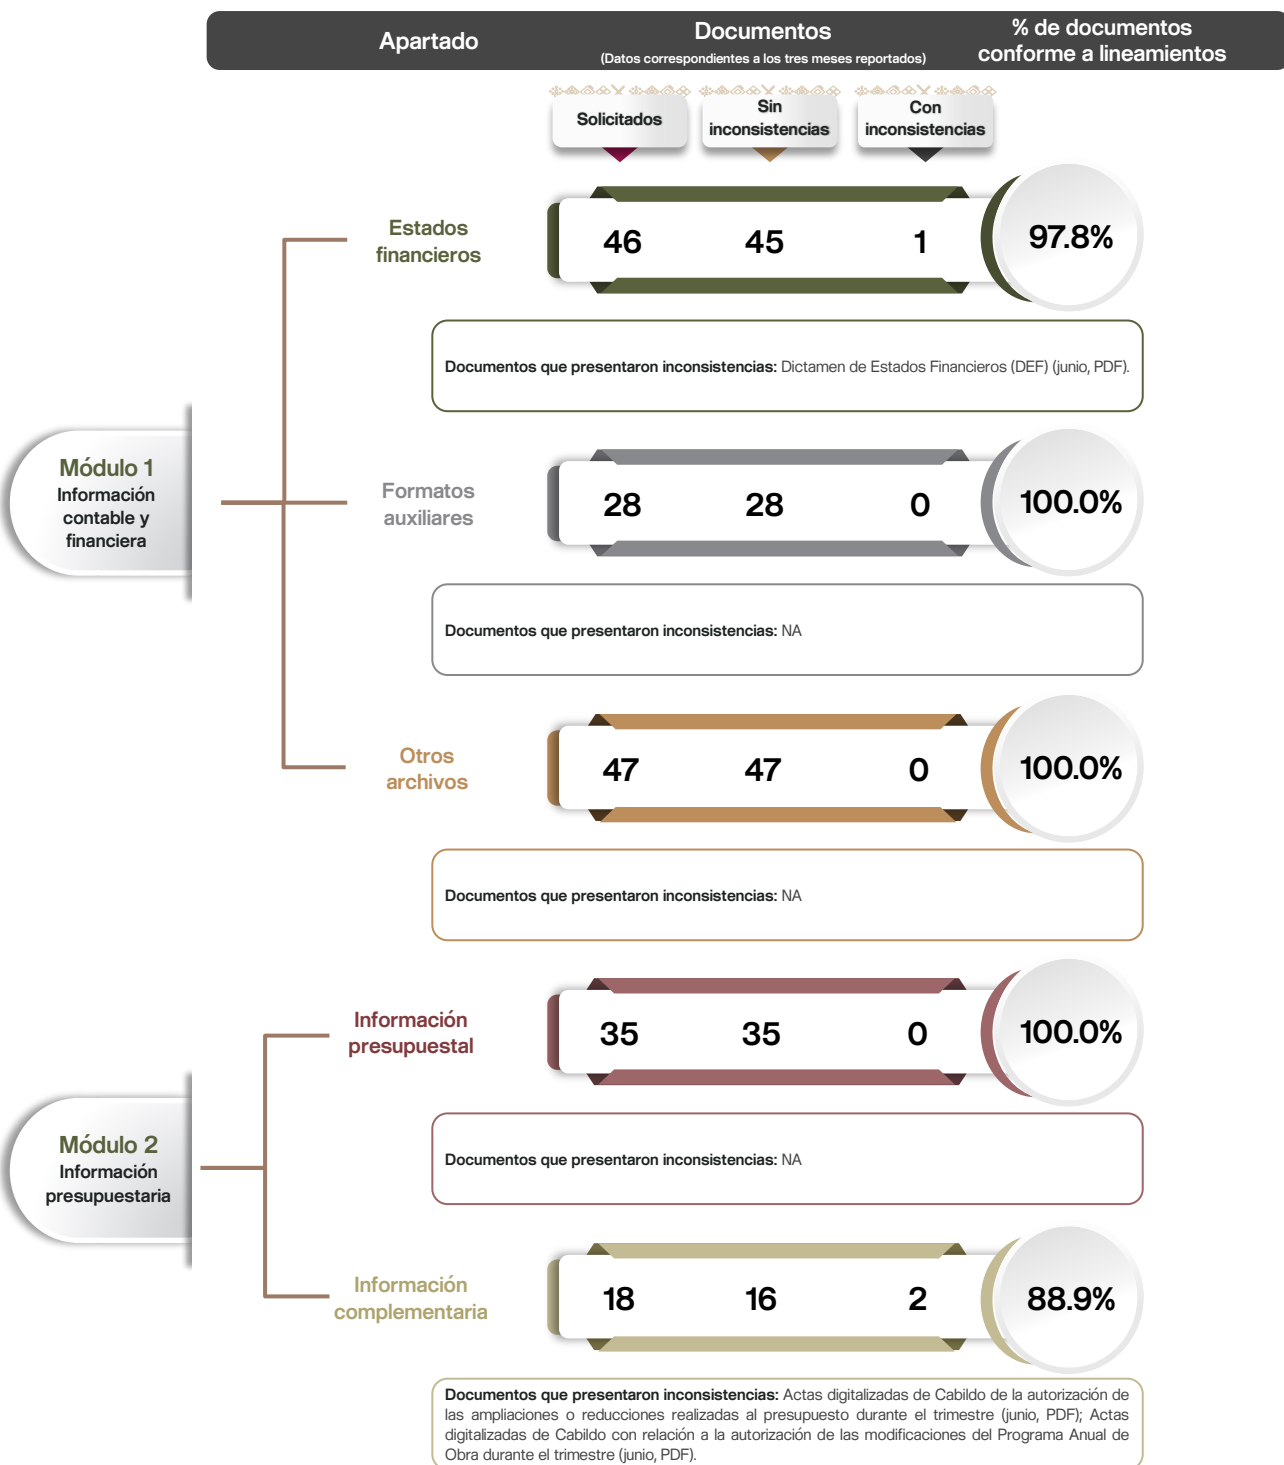 Apartado
Documentos
(Datos correspondientes a los tres meses reportados)
% de documentos
conforme a lineamientos
Solicitados
Sin
inconsistencias
Con
inconsistencias
Módulo 1
Información
contable y
financiera
Estados
financieros
46
45
1
97.8%
Documentos que presentaron inconsistencias: Dictamen de Estados Financieros (DEF) (junio, PDF).
Formatos
auxiliares
28
28
0
100.0%
Documentos que presentaron inconsistencias: NA
Otros
archivos
47
47
0
100.0%
Documentos que presentaron inconsistencias: NA
Módulo 2
Información
presupuestaria
Información
presupuestal
35
35
0
100.0%
Documentos que presentaron inconsistencias: NA
Información
complementaria
18
16
2
88.9%
Documentos que presentaron inconsistencias: Actas digitalizadas de Cabildo de la autorización de
las ampliaciones o reducciones realizadas al presupuesto durante el trimestre (junio, PDF); Actas
digitalizadas de Cabildo con relación a la autorización de las modificaciones del Programa Anual de
Obra durante el trimestre (junio, PDF).